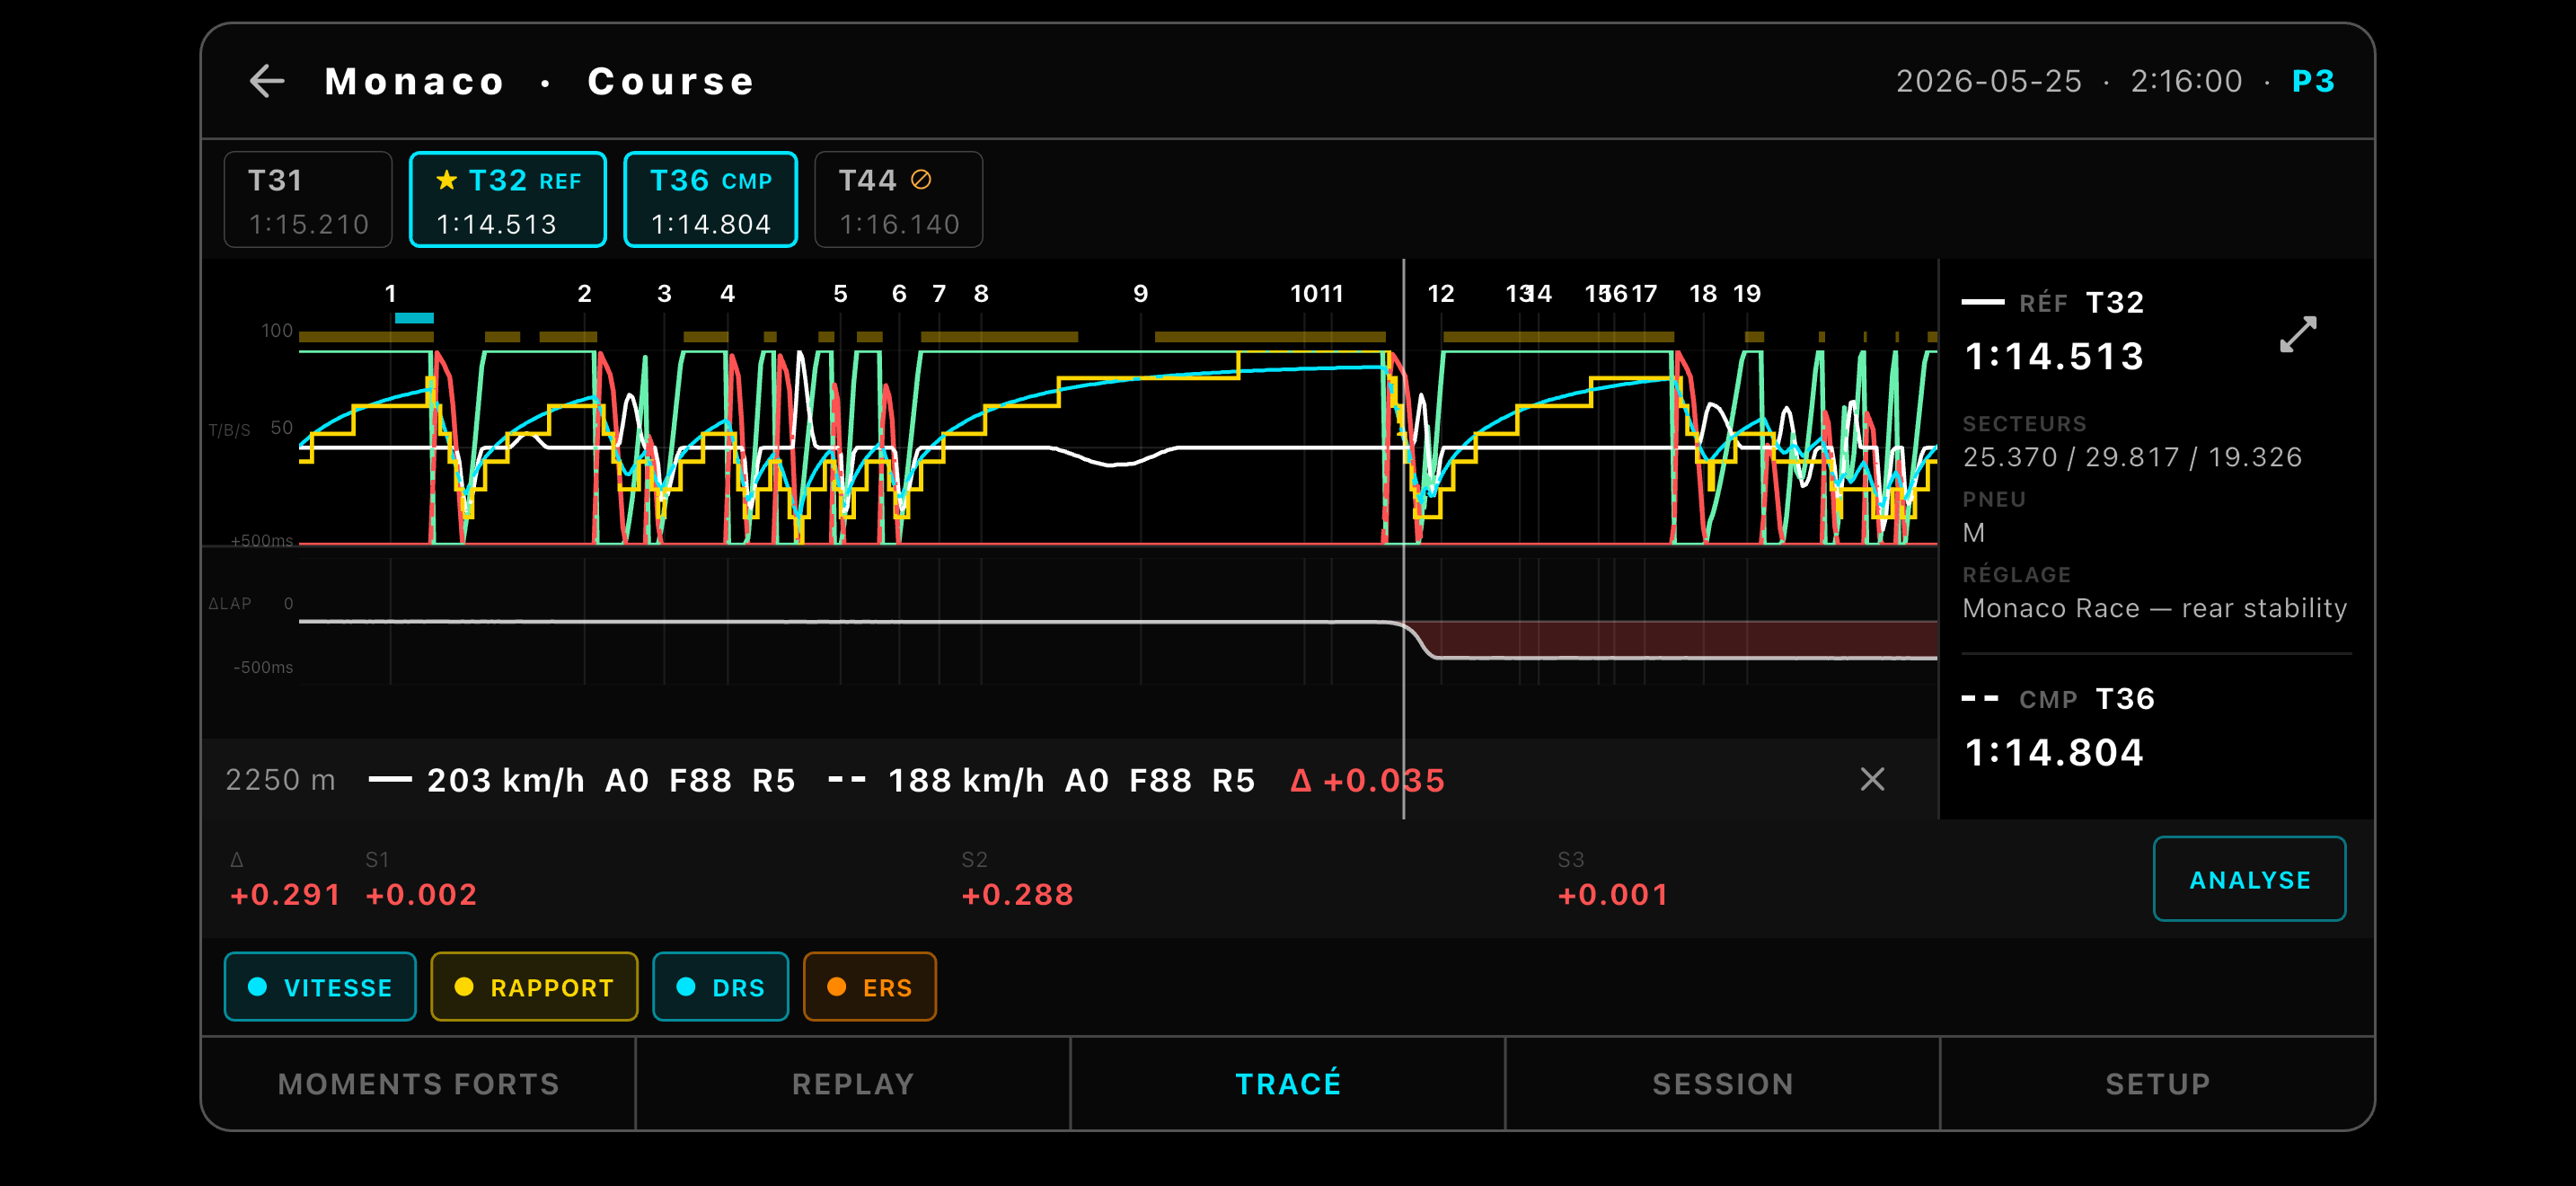 Monaco · Course
2026-05-25 · 2:16:00 · P3
T31
1:15.210
T32 REF
1:14.513
T36 CMP
1:14.804
T44
1:16.140
1 2 3 4 5 6 7 8 9 10 11 12 13 14 15 16 17 18 19
100
T/B/S 50
+500ms
ΔLAP 0
-500ms
RÉF T32
1:14.513
SECTEURS
25.370 / 29.817 / 19.326
PNEU
M
RÉGLAGE
Monaco Race — rear stability
CMP T36
1:14.804
2250 m 203 km/h A0 F88 R5 188 km/h A0 F88 R5 Δ +0.035
Δ S1 S2 S3
+0.291 +0.002 +0.288 +0.001
ANALYSE
VITESSE RAPPORT DRS ERS
MOMENTS FORTS REPLAY TRACÉ SESSION SETUP